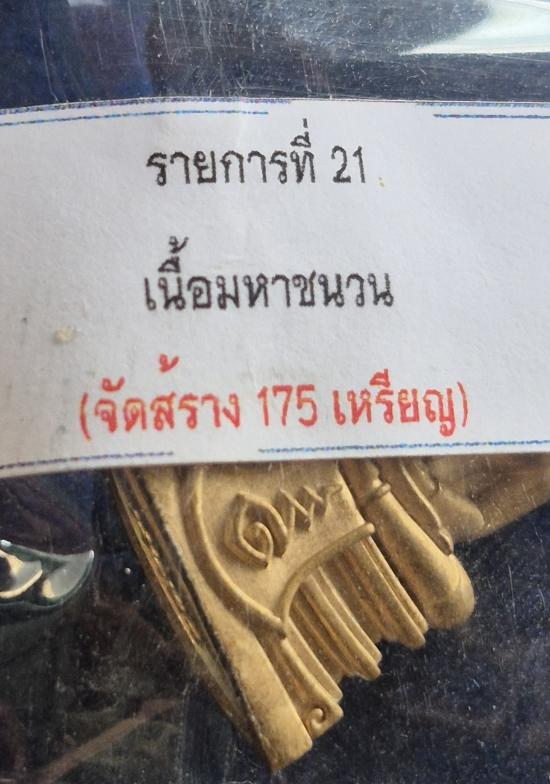 รายการที่ 21
เนื้อมหาชนวน
(จัดสร้าง 175 เหรียญ)